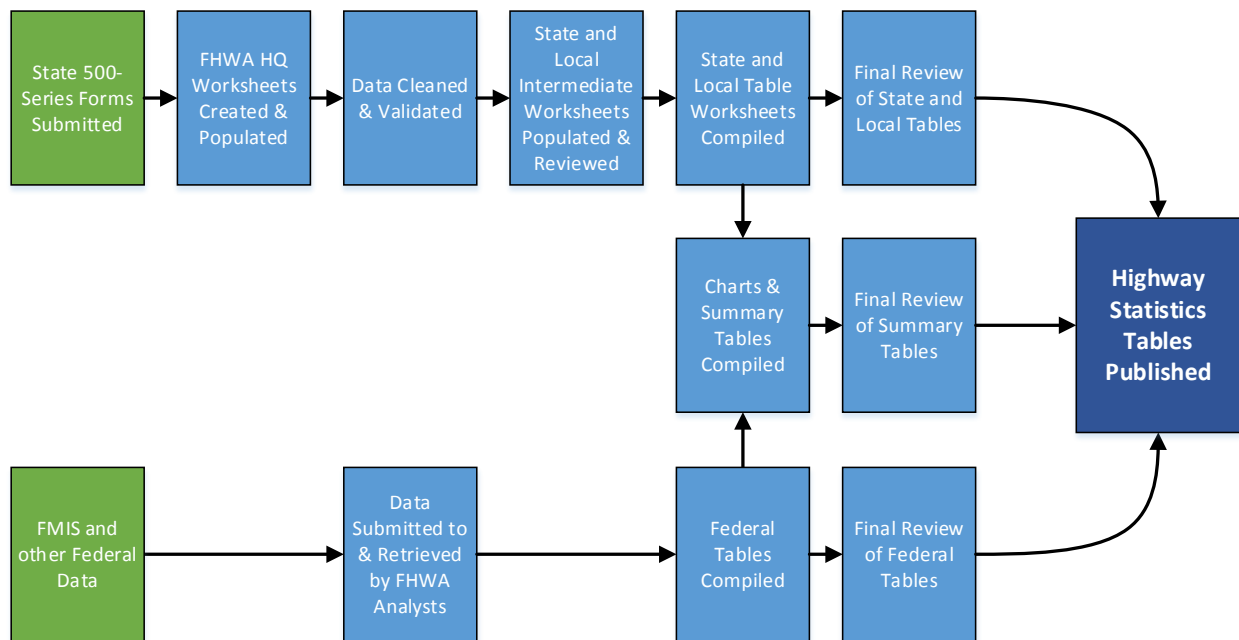 State 500-
Series Forms
Submitted
FHWA HQ
Worksheets
Created &
Populated
Data Cleaned
& Validated
State and
Local
Intermediate
Worksheets
Populated &
Reviewed
State and
Local Table
Worksheets
Compiled
Final Review
of State and
Local Tables
Charts &
Summary
Tables
Compiled
Final Review
of Summary
Tables
Highway
Statistics
Tables
Published
FMIS and
other Federal
Data
Data
Submitted to
& Retrieved
by FHWA
Analysts
Federal
Tables
Compiled
Final Review
of Federal
Tables